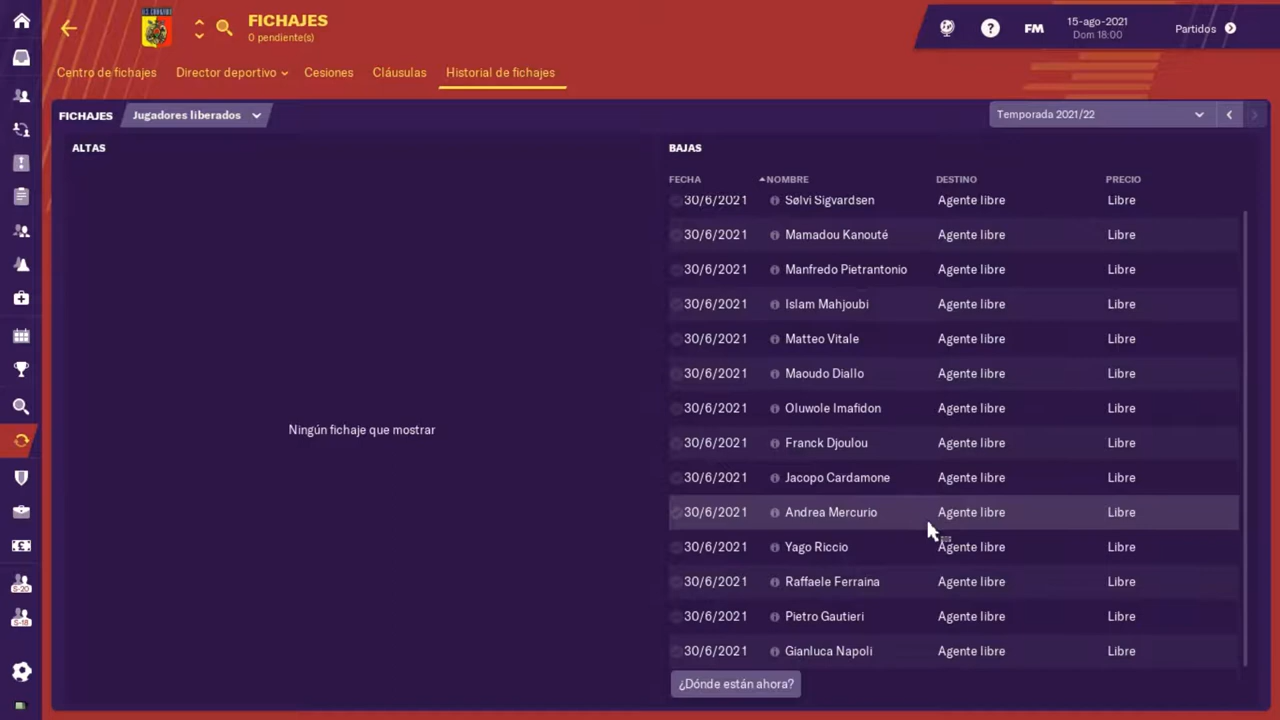 FICHAJES
0 pendiente(s)
FM
15-ago-2021
Dom 18:00
Partidos
Centro de fichajes
Director deportivo
Cesiones
Cláusulas
Historial de fichajes
FICHAJES
Jugadores liberados
Temporada 2021/22
ALTAS
Ningún fichaje que mostrar
BAJAS
FECHA NOMBRE DESTINO PRECIO
30/6/2021 Sølvi Sigvardsen Agente libre Libre
30/6/2021 Mamadou Kanouté Agente libre Libre
30/6/2021 Manfredo Pietrantonio Agente libre Libre
30/6/2021 Islam Mahjoubi Agente libre Libre
30/6/2021 Matteo Vitale Agente libre Libre
30/6/2021 Maoudo Diallo Agente libre Libre
30/6/2021 Oluwole Imafidon Agente libre Libre
30/6/2021 Franck Djoulou Agente libre Libre
30/6/2021 Jacopo Cardamone Agente libre Libre
30/6/2021 Andrea Mercurio Agente libre Libre
30/6/2021 Yago Riccio Agente libre Libre
30/6/2021 Raffaele Ferraina Agente libre Libre
30/6/2021 Pietro Gautieri Agente libre Libre
30/6/2021 Gianluca Napoli Agente libre Libre
¿Dónde están ahora?
S-20
S-18